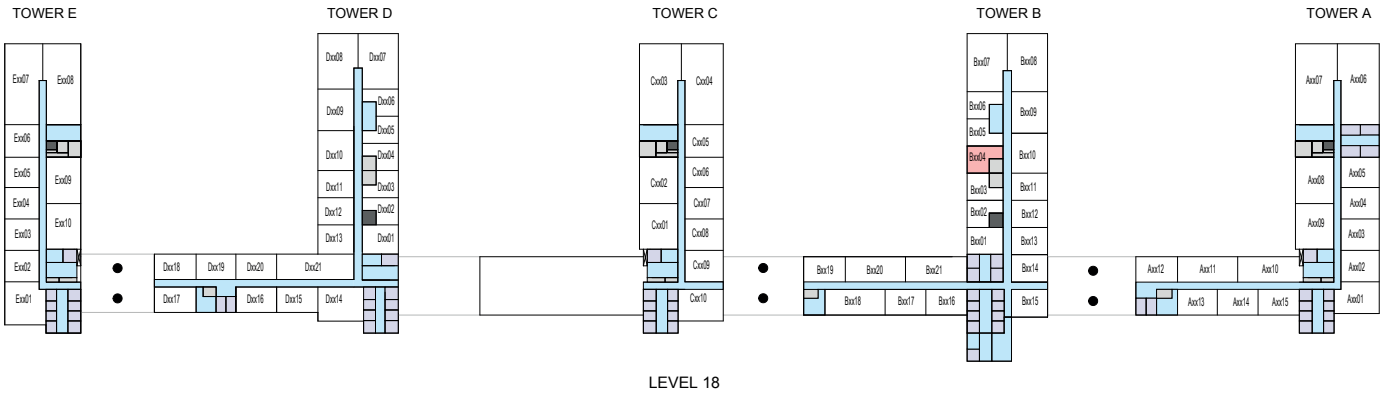 TOWER E
TOWER D
TOWER C
TOWER B
TOWER A
Exx07
Exx08
Exx06
Exx05
Exx09
Exx04
Exx10
Exx03
Exx02
Exx01
Dxx08
Dxx07
Dxx09
Dxx06
Dxx05
Dxx10
Dxx04
Dxx11
Dxx03
Dxx12
Dxx02
Dxx13
Dxx01
Dxx18
Dxx19
Dxx20
Dxx21
Dxx17
Dxx16
Dxx15
Dxx14
Cxx03
Cxx04
Cxx05
Cxx02
Cxx06
Cxx07
Cxx01
Cxx08
Cxx09
Cxx10
Bxx07
Bxx08
Bxx06
Bxx09
Bxx05
Bxx04
Bxx10
Bxx03
Bxx11
Bxx02
Bxx12
Bxx01
Bxx13
Bxx19
Bxx20
Bxx21
Bxx14
Bxx18
Bxx17
Bxx16
Bxx15
Axx07
Axx06
Axx08
Axx05
Axx04
Axx09
Axx03
Axx12
Axx11
Axx10
Axx02
Axx13
Axx14
Axx15
Axx01
LEVEL 18